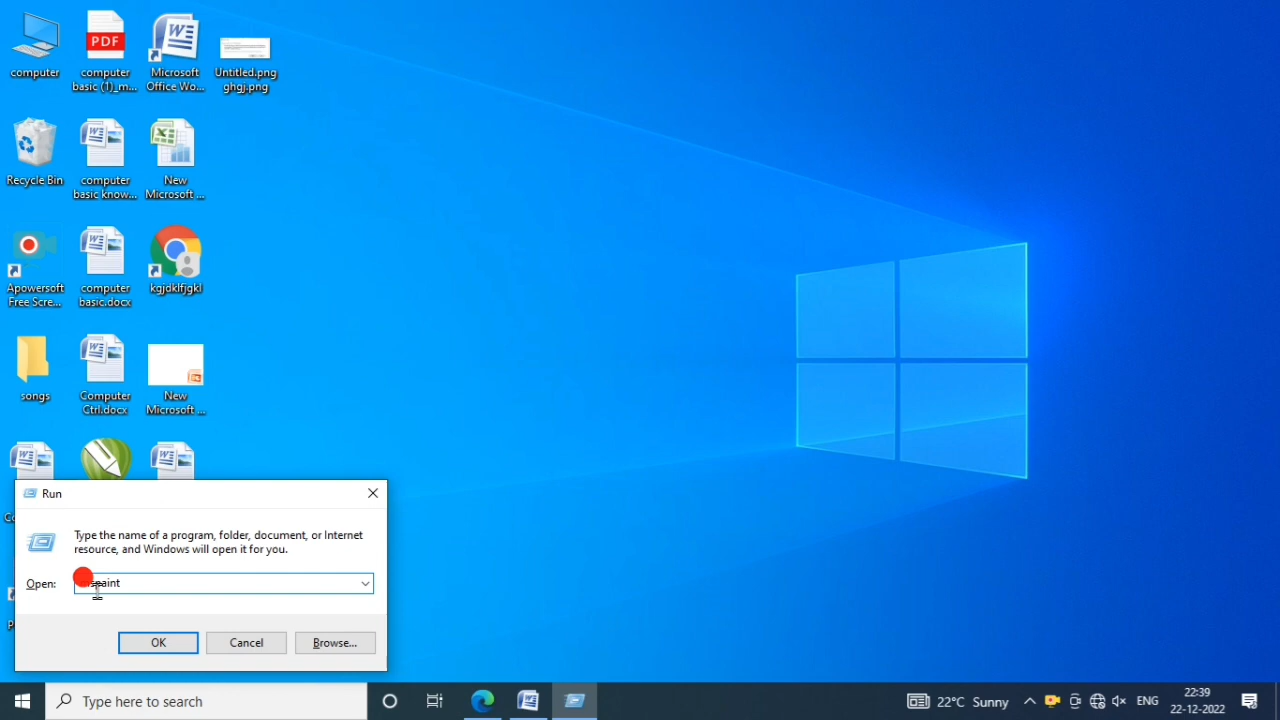 computer
computer
basic (1)_m...
Microsoft
Office Wo...
Untitled.png
ghgj.png
PDF
Recycle Bin
computer
basic know...
New
Microsoft ...
Apowersoft
Free Scre...
computer
basic.docx
kgjdklfjgkl
songs
Computer
Ctrl.docx
New
Microsoft ...
Run
Type the name of a program, folder, document, or Internet
resource, and Windows will open it for you.
Open:
OK
Cancel
Browse...
Type here to search
22°C Sunny
ENG
22:39
22-12-2022